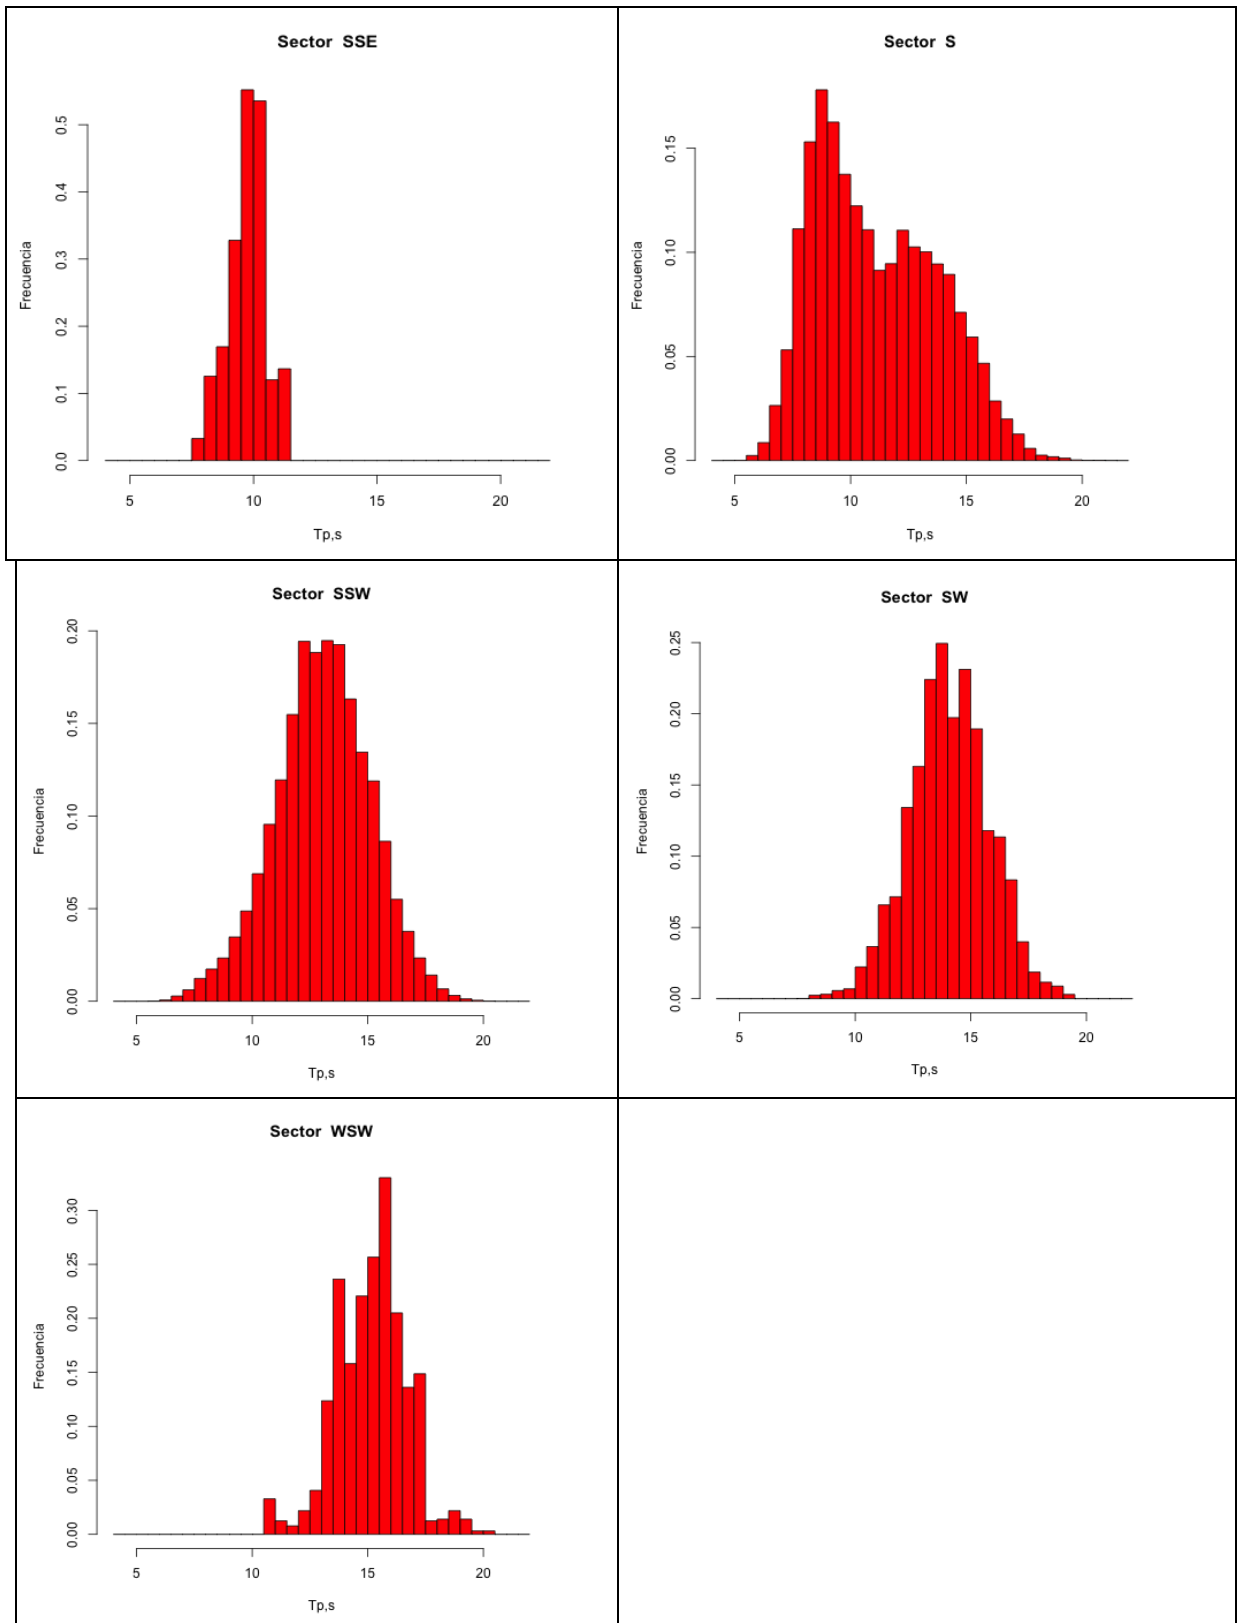 Sector SSE
0.0 0.1 0.2 0.3 0.4 0.5
Frecuencia
5 10 15 20
Tp,s
Sector S
0.00 0.05 0.10 0.15
Frecuencia
5 10 15 20
Tp,s
Sector SSW
0.00 0.05 0.10 0.15 0.20
Frecuencia
5 10 15 20
Tp,s
Sector SW
0.00 0.05 0.10 0.15 0.20 0.25
Frecuencia
5 10 15 20
Tp,s
Sector WSW
0.00 0.05 0.10 0.15 0.20 0.25 0.30
Frecuencia
5 10 15 20
Tp,s